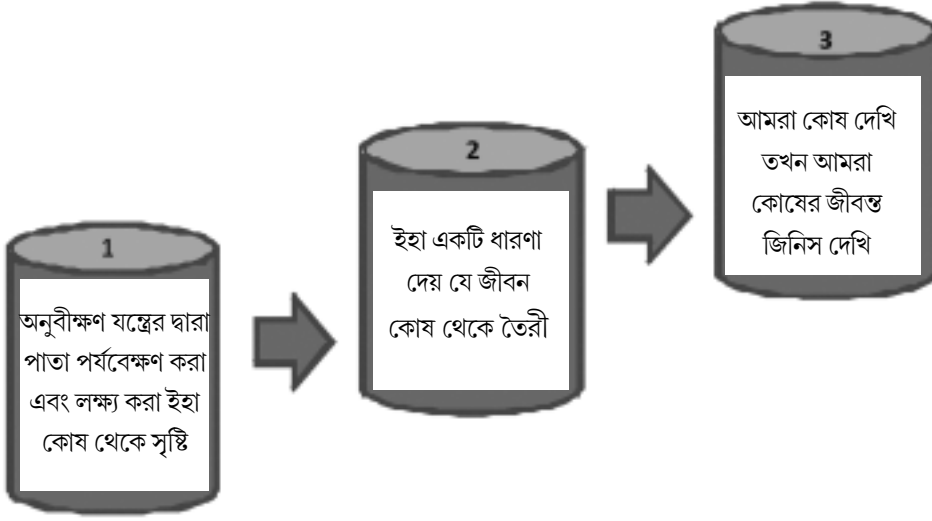 1
অনুবীক্ষণ যন্ত্রের দ্বারা
পাতা পর্যবেক্ষণ করা
এবং লক্ষ্য করা ইহা
কোষ থেকে সৃষ্টি
2
ইহা একটি ধারণা
দেয় যে জীবন
কোষ থেকে তৈরী
3
আমরা কোষ দেখি
তখন আমরা
কোষের জীবন্ত
জিনিস দেখি